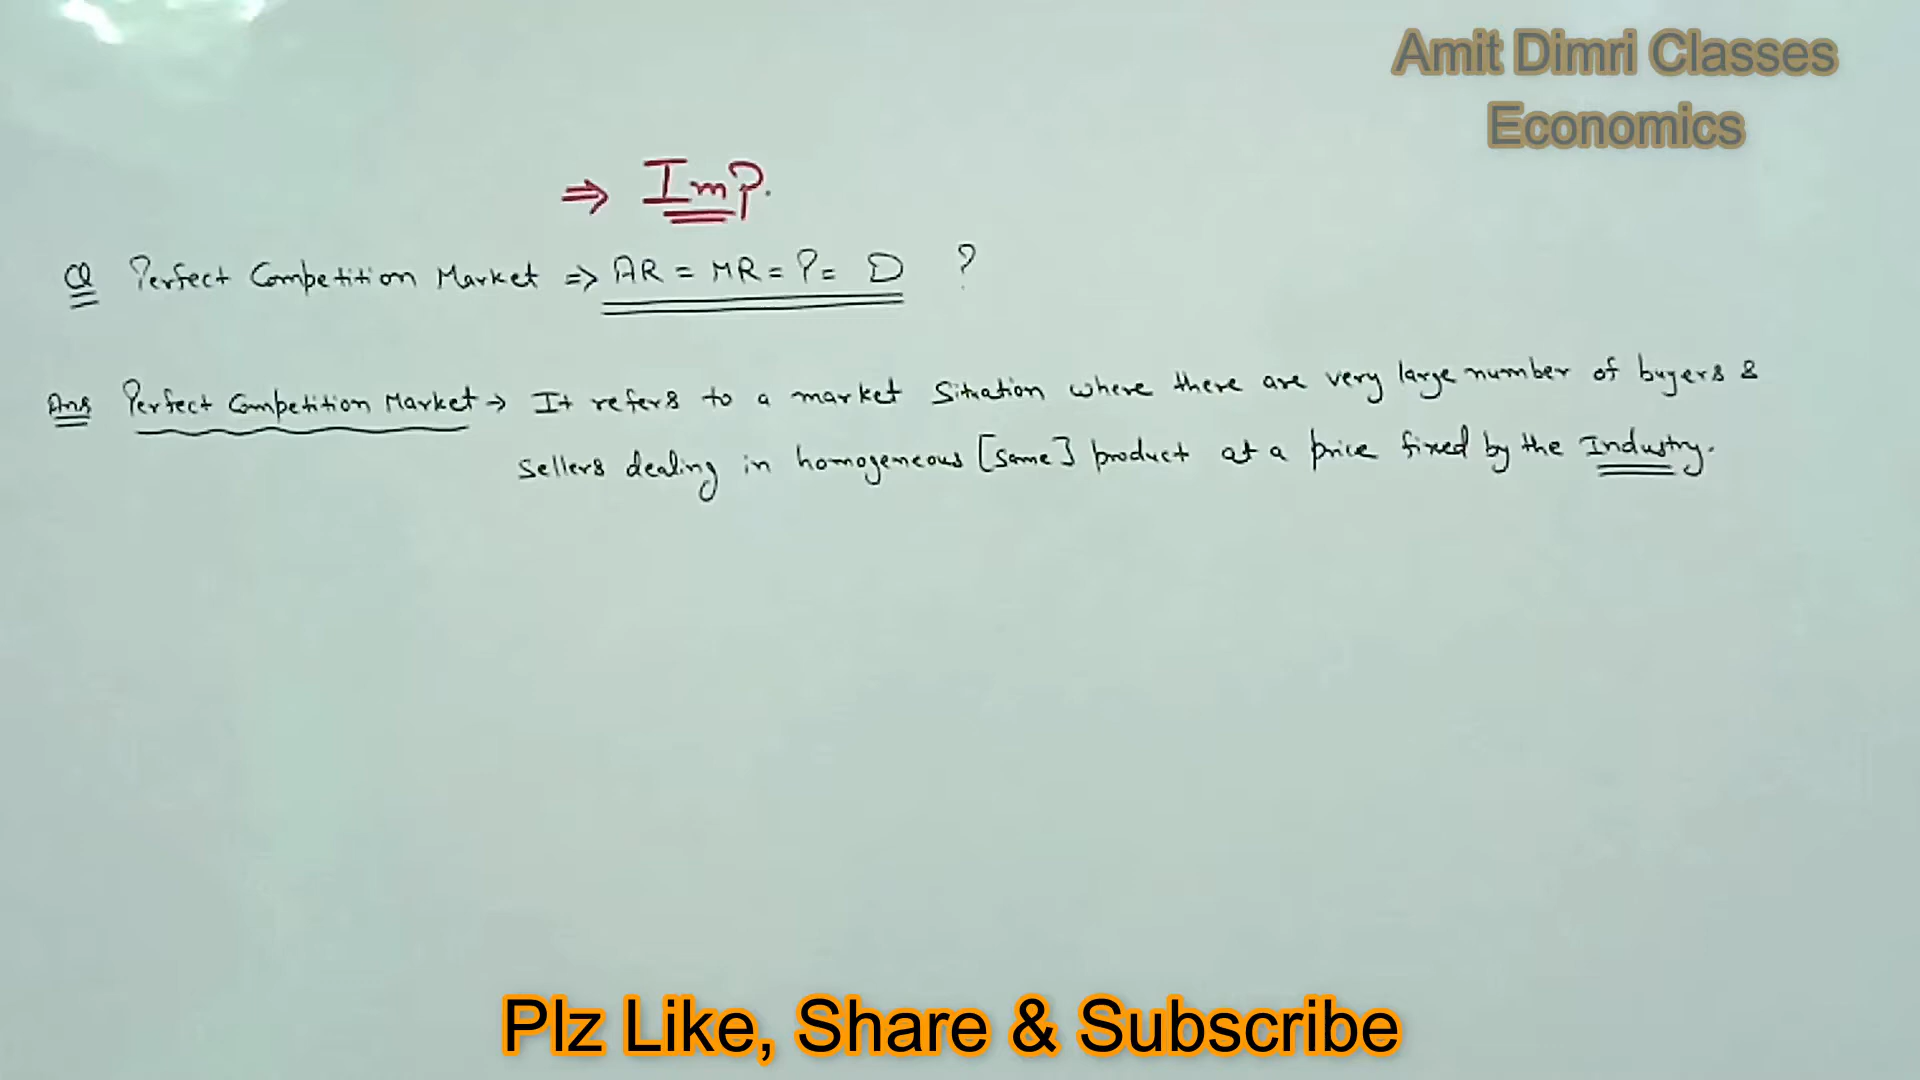 Amit Dimri Classes
Economics
⇒ Imp.
Q Perfect Competition Market ⇒ AR = MR = P = D ?
Ans Perfect Competition Market → It refers to a market situation where there are very large number of buyers &
sellers dealing in homogeneous [same] product at a price fixed by the Industry.
Plz Like, Share & Subscribe